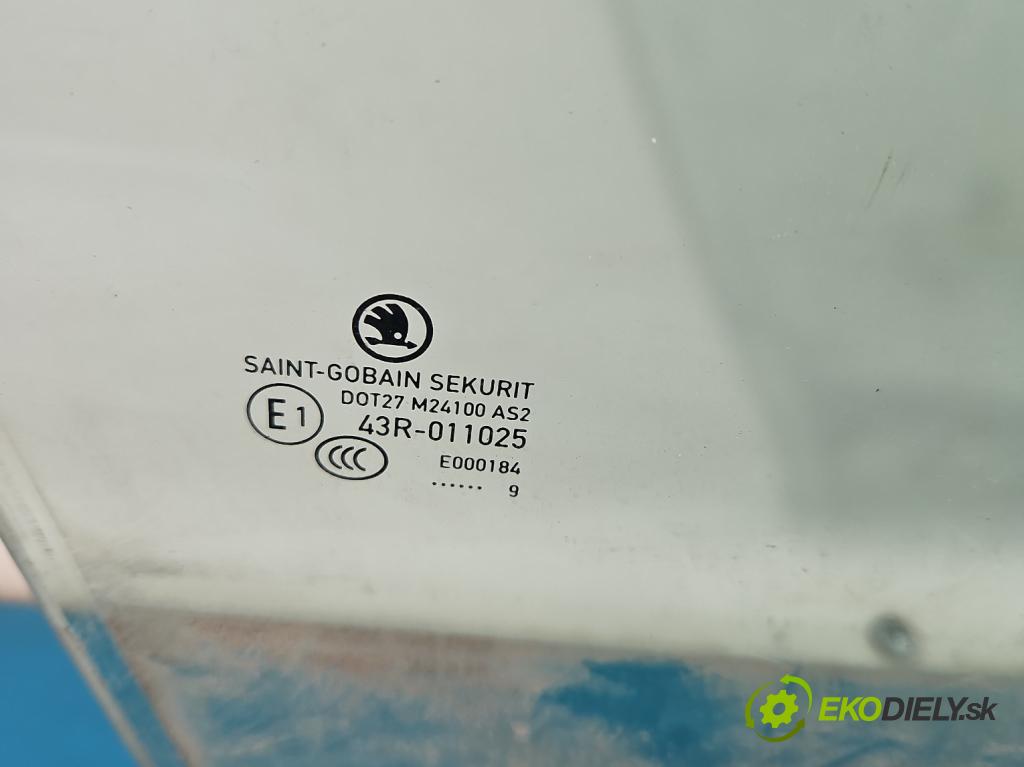 SAINT-GOBAIN SEKURIT
DOT27 M24100 AS2
E1 43R-011025
CCC E000184
...... 9
EKODIELY.sk